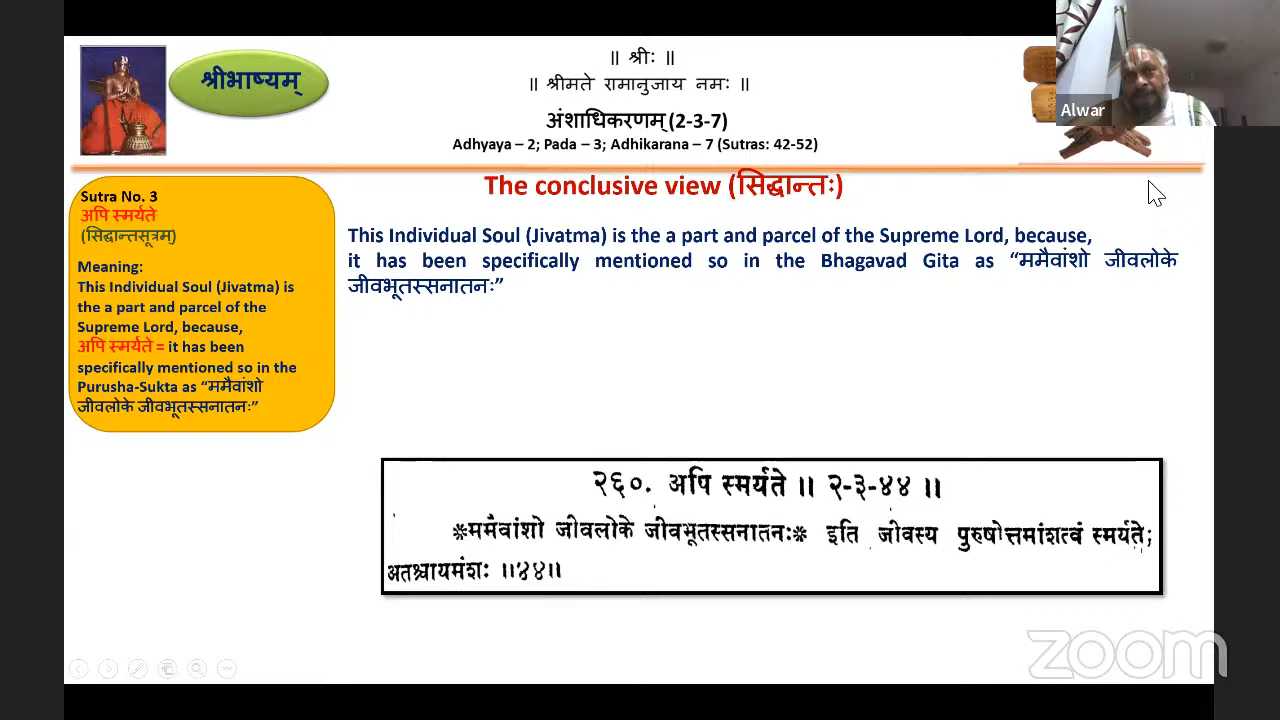 ॥ श्रीः ॥
॥ श्रीमते रामानुजाय नमः ॥
श्रीभाष्यम्
अंशाधिकरणम् (2-3-7)
Adhyaya – 2; Pada – 3; Adhikarana – 7 (Sutras: 42-52)
Alwar
Sutra No. 3
अपि स्मर्यते
(सिद्धान्तसूत्रम्)
Meaning:
This Individual Soul (Jivatma) is
the a part and parcel of the
Supreme Lord, because,
अपि स्मर्यते = it has been
specifically mentioned so in the
Purusha-Sukta as “ममैवांशो
जीवलोके जीवभूतस्सनातनः”
The conclusive view (सिद्धान्तः)
This Individual Soul (Jivatma) is the a part and parcel of the Supreme Lord, because,
it has been specifically mentioned so in the Bhagavad Gita as “ममैवांशो जीवलोके
जीवभूतस्सनातनः”
२६०. अपि स्मर्यते ॥ २-३-४४ ॥
※ममैवांशो जीवलोके जीवभूतस्सनातनः※ इति जीवस्य पुरुषोत्तमांशत्वं स्मर्यते;
अतश्चायमंशः ॥४४॥
zoom